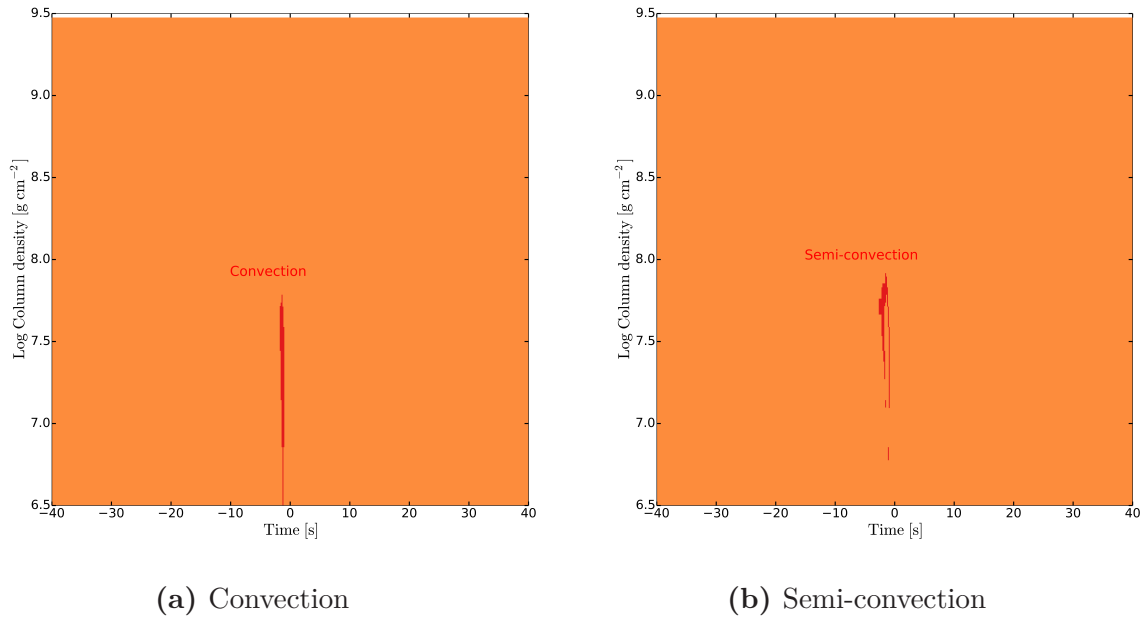 9.5
9.0
8.5
8.0
7.5
7.0
6.5
Log Column density [g cm⁻²]
Convection
−40 −30 −20 −10 0 10 20 30 40
Time [s]
(a) Convection
9.5
9.0
8.5
8.0
7.5
7.0
6.5
Log Column density [g cm⁻²]
Semi-convection
−40 −30 −20 −10 0 10 20 30 40
Time [s]
(b) Semi-convection